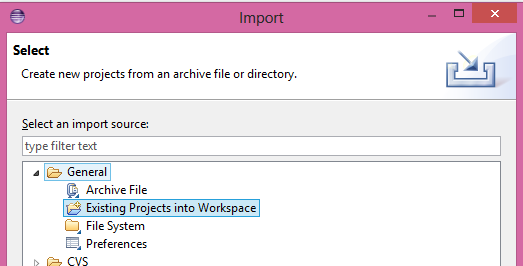 Import
Select
Create new projects from an archive file or directory.
Select an import source:
type filter text
General
Archive File
Existing Projects into Workspace
File System
Preferences
CVS